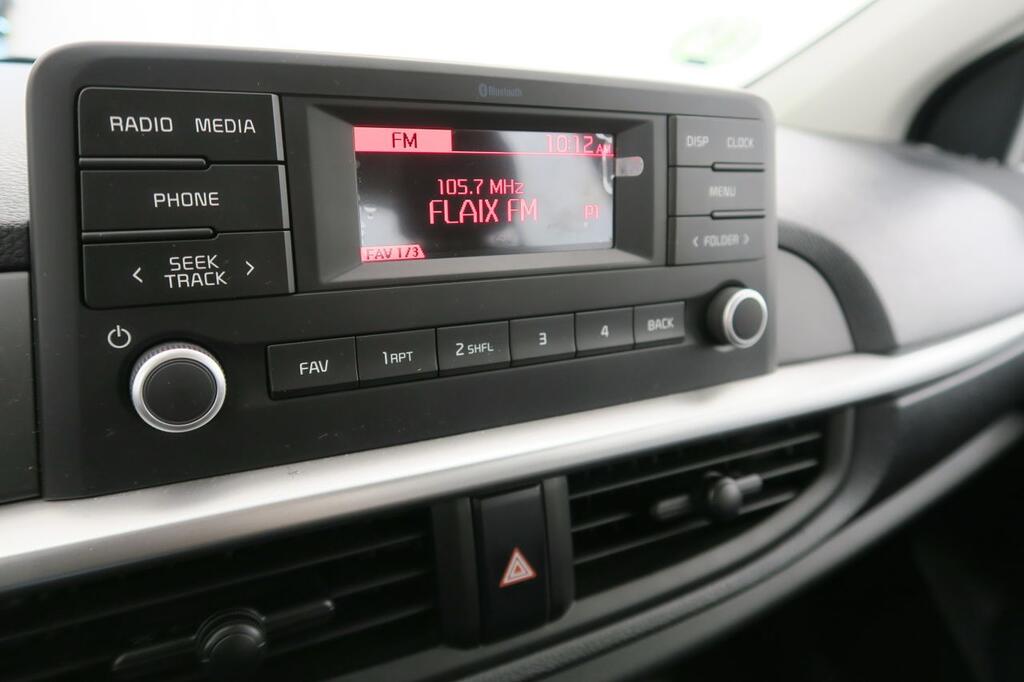 Bluetooth
RADIO MEDIA
PHONE
< SEEK TRACK >
FM 10:12 AM
105.7 MHz
FLAIX FM P1
FAV 1/3
DISP CLOCK
MENU
< FOLDER >
FAV 1 RPT 2 SHFL 3 4 BACK